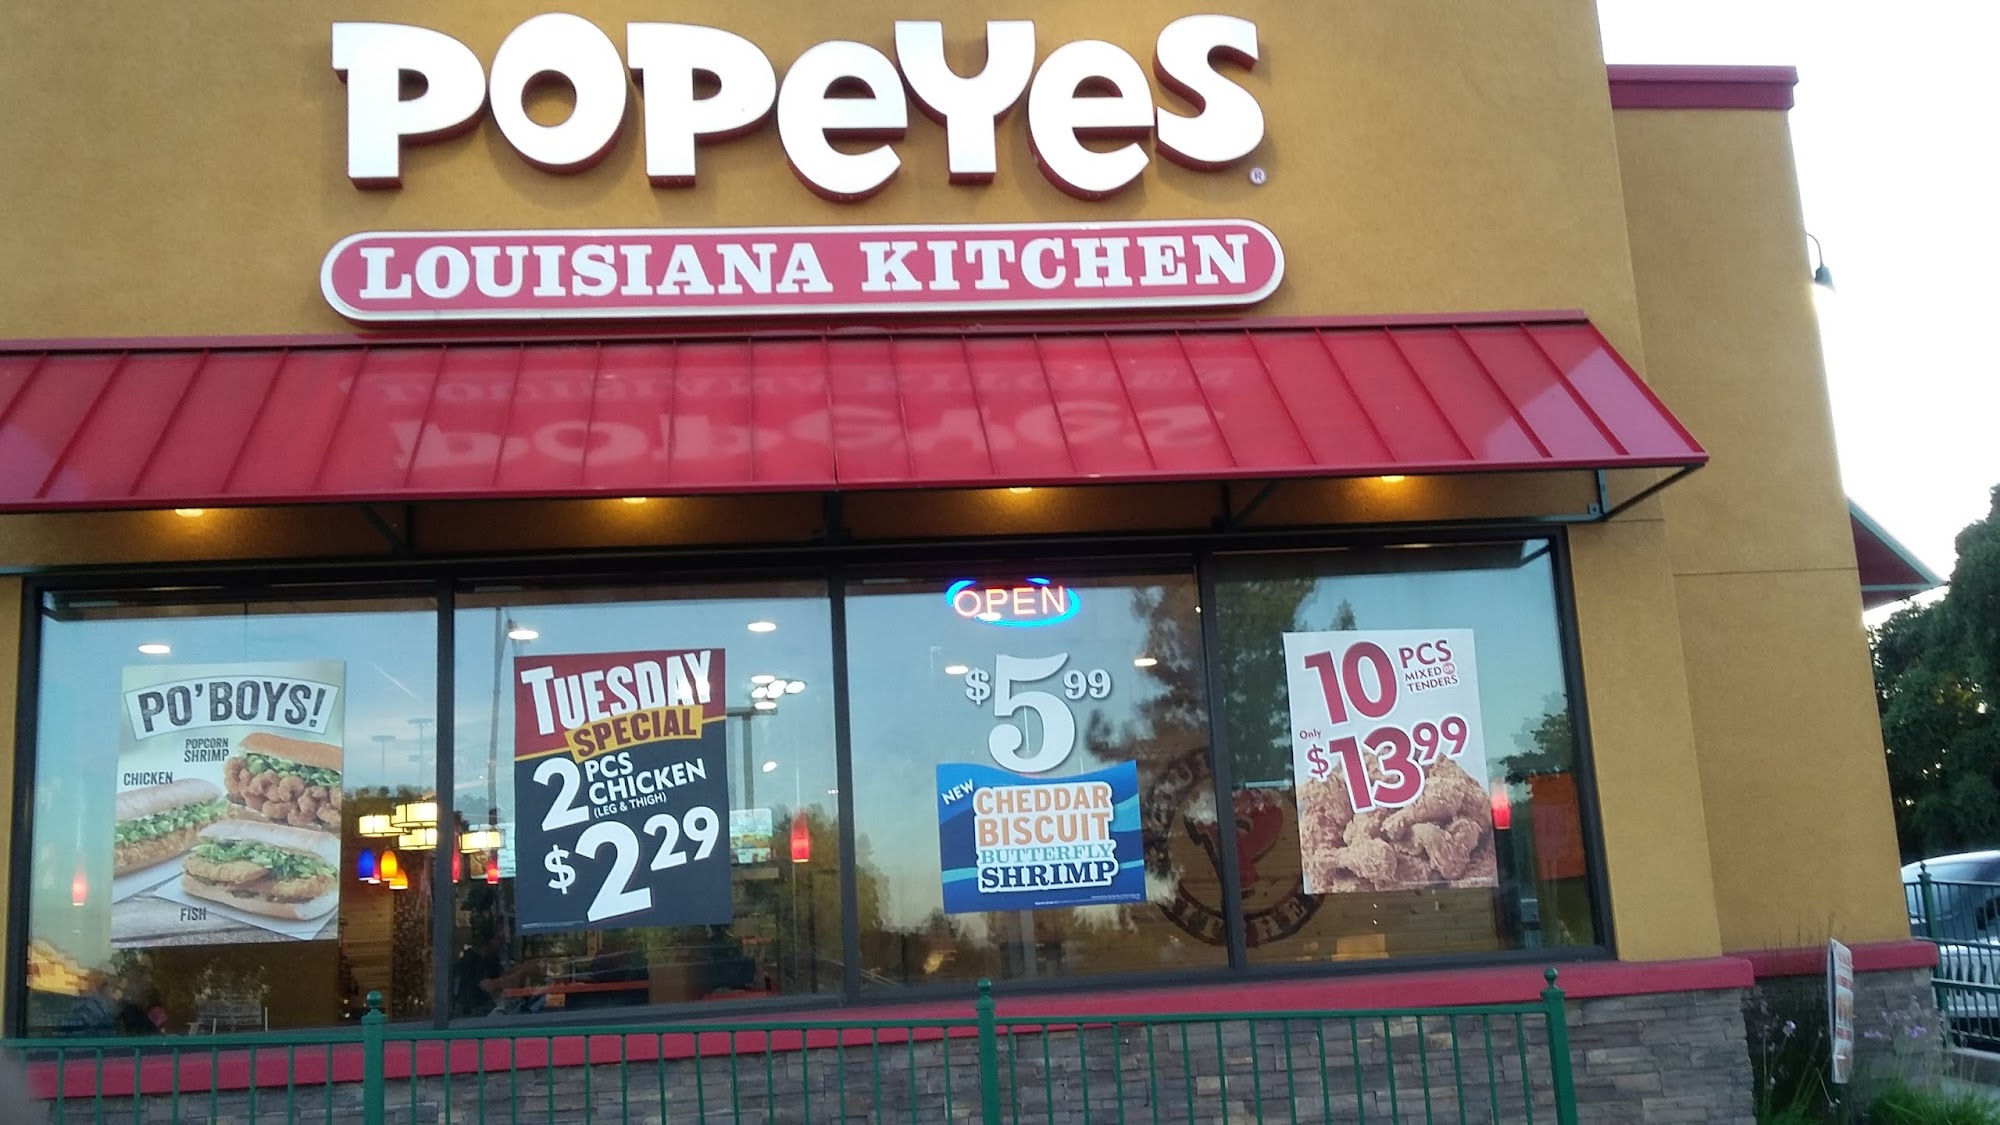 POPEYES
®
LOUISIANA KITCHEN
OPEN
PO'BOYS!
POPCORN
SHRIMP
CHICKEN
FISH
TUESDAY
SPECIAL
2 PCS
CHICKEN
(LEG & THIGH)
$2 29
$5 99
NEW
CHEDDAR
BISCUIT
BUTTERFLY
SHRIMP
10 PCS
MIXED OR
TENDERS
Only
$13 99